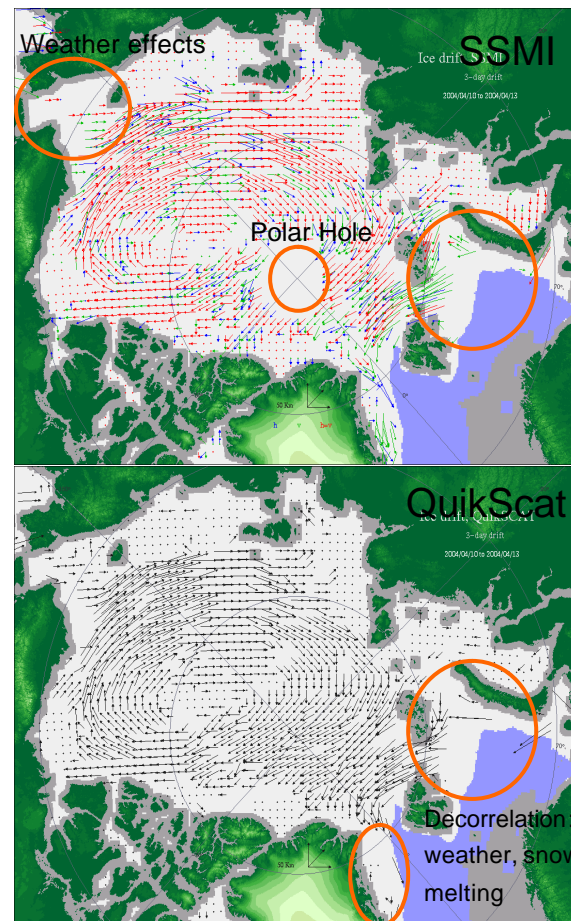 Weather effects
SSMI
Ice drift, SSMI
3-day drift
2004/04/10 to 2004/04/13
Polar Hole
70°
0°
50 Km
h v h=v
QuikScat
Ice drift, QuikSCAT
3-day drift
2004/04/10 to 2004/04/13
70°
Decorrelation:
weather, snow
melting
50 Km